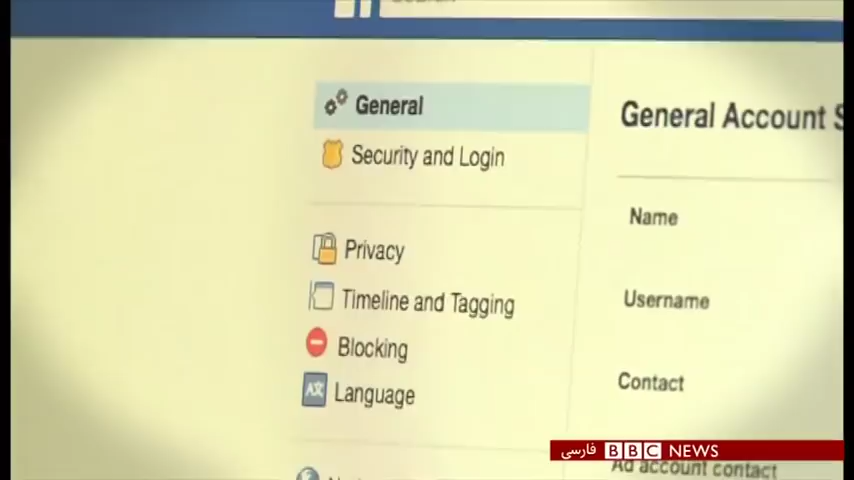 General
Security and Login
Privacy
Timeline and Tagging
Blocking
Language
General Account S
Name
Username
Contact
Ad account contact
فارسی BBC NEWS